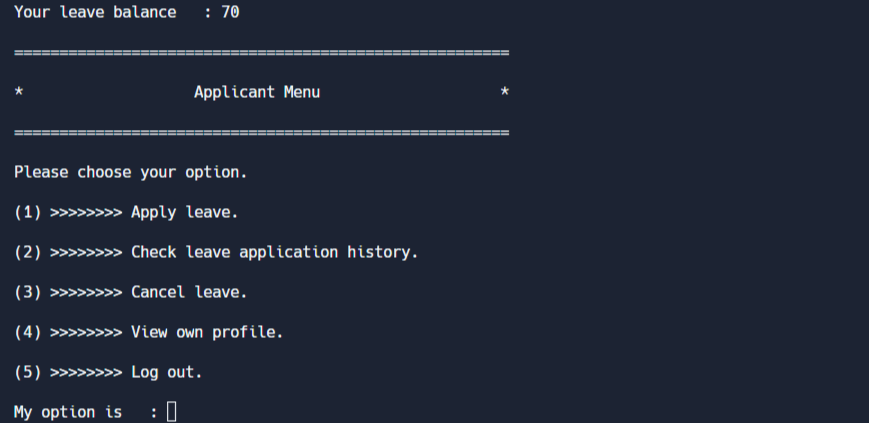 Your leave balance   : 70
=======================================================
*                   Applicant Menu                    *
=======================================================
Please choose your option.
(1) >>>>>>>> Apply leave.
(2) >>>>>>>> Check leave application history.
(3) >>>>>>>> Cancel leave.
(4) >>>>>>>> View own profile.
(5) >>>>>>>> Log out.
My option is   :